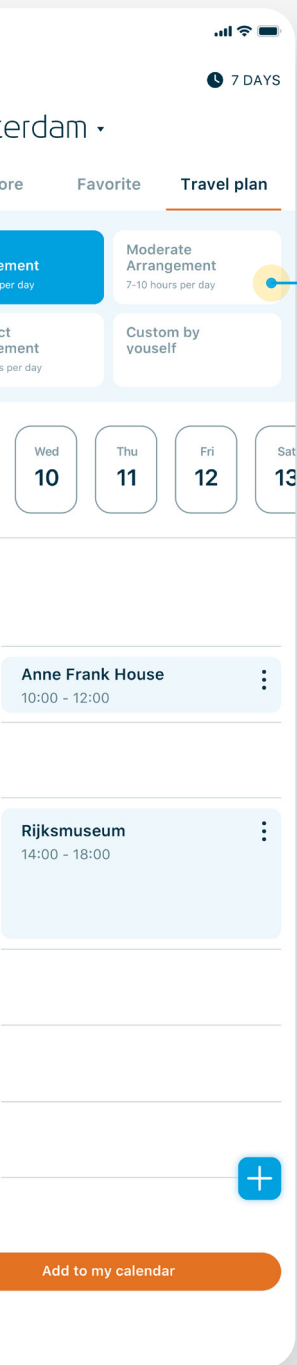 7 DAYS
erdam
ore Favorite Travel plan
ement
per day
Moderate
Arrangement
7-10 hours per day
ct
ement
s per day
Custom by
youself
Wed
10
Thu
11
Fri
12
Sat
13
Anne Frank House
10:00 - 12:00
Rijksmuseum
14:00 - 18:00
Add to my calendar